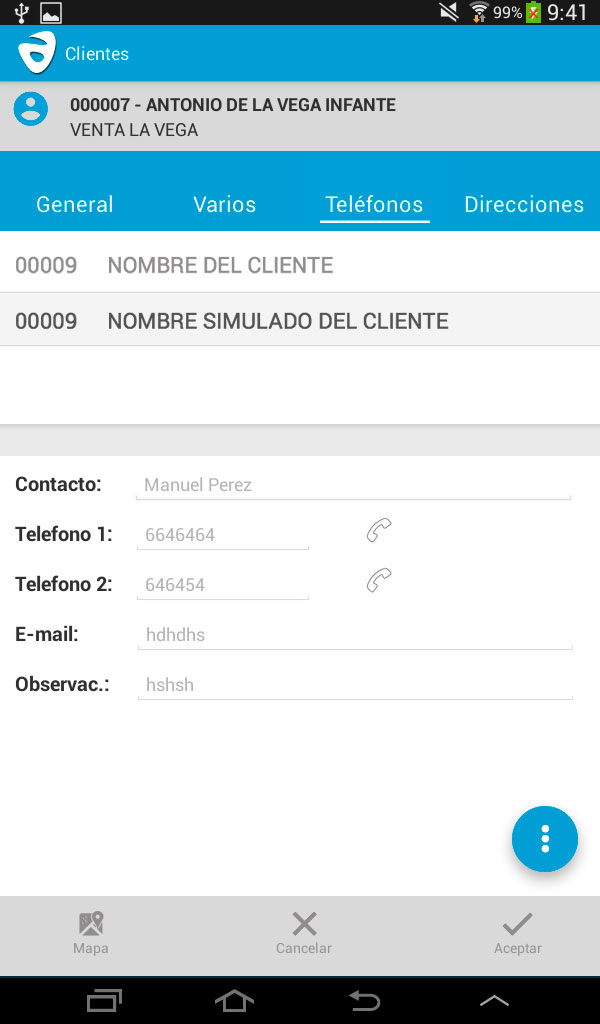 99% 9:41
Clientes
000007 - ANTONIO DE LA VEGA INFANTE
VENTA LA VEGA
General Varios Teléfonos Direcciones
00009 NOMBRE DEL CLIENTE
00009 NOMBRE SIMULADO DEL CLIENTE
Contacto: Manuel Perez
Telefono 1: 6646464
Telefono 2: 646454
E-mail: hdhdhs
Observac.: hshsh
Mapa Cancelar Aceptar